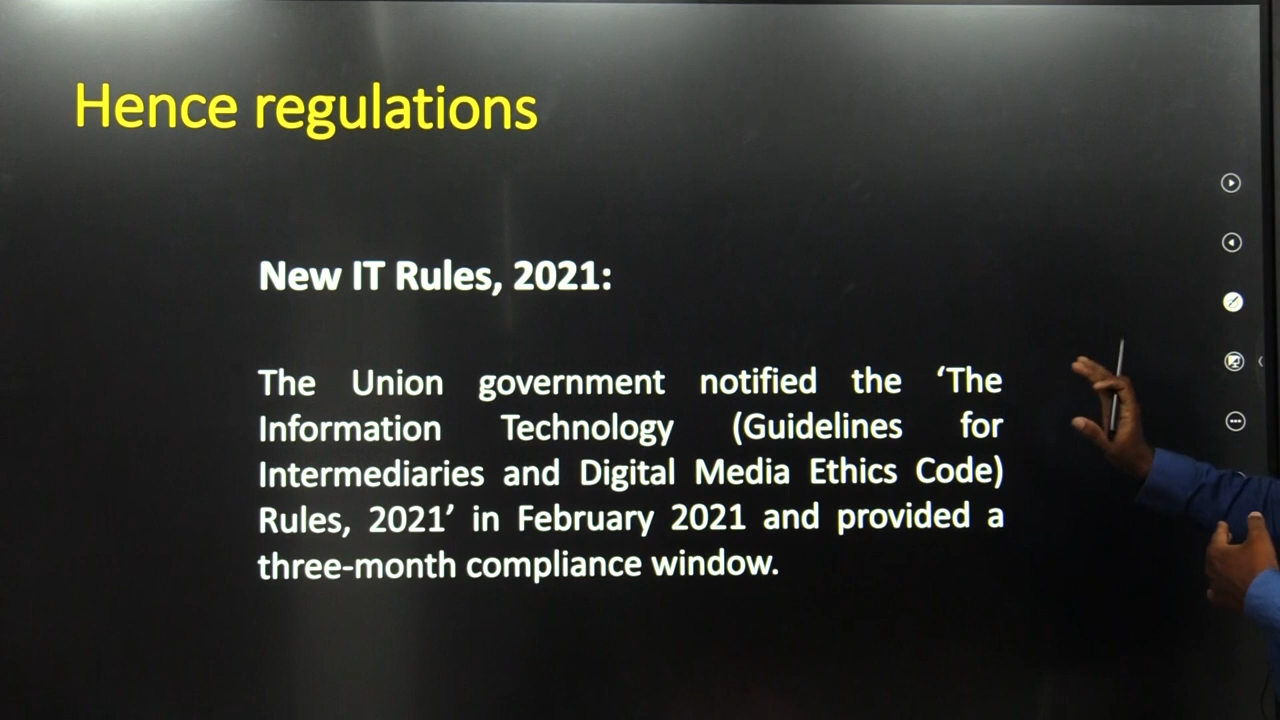 Hence regulations
New IT Rules, 2021:
The Union government notified the ‘The
Information Technology (Guidelines for
Intermediaries and Digital Media Ethics Code)
Rules, 2021’ in February 2021 and provided a
three-month compliance window.